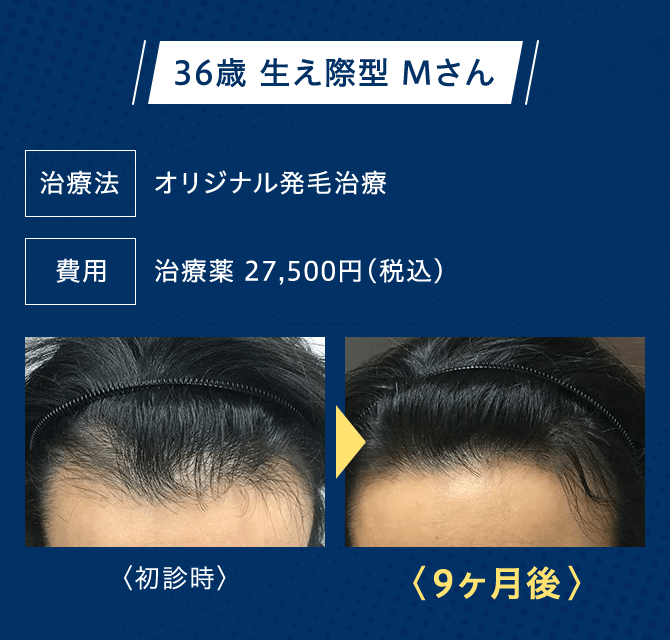 36歳 生え際型 Mさん
治療法 オリジナル発毛治療
費用 治療薬 27,500円(税込)
〈初診時〉
〈9ヶ月後〉